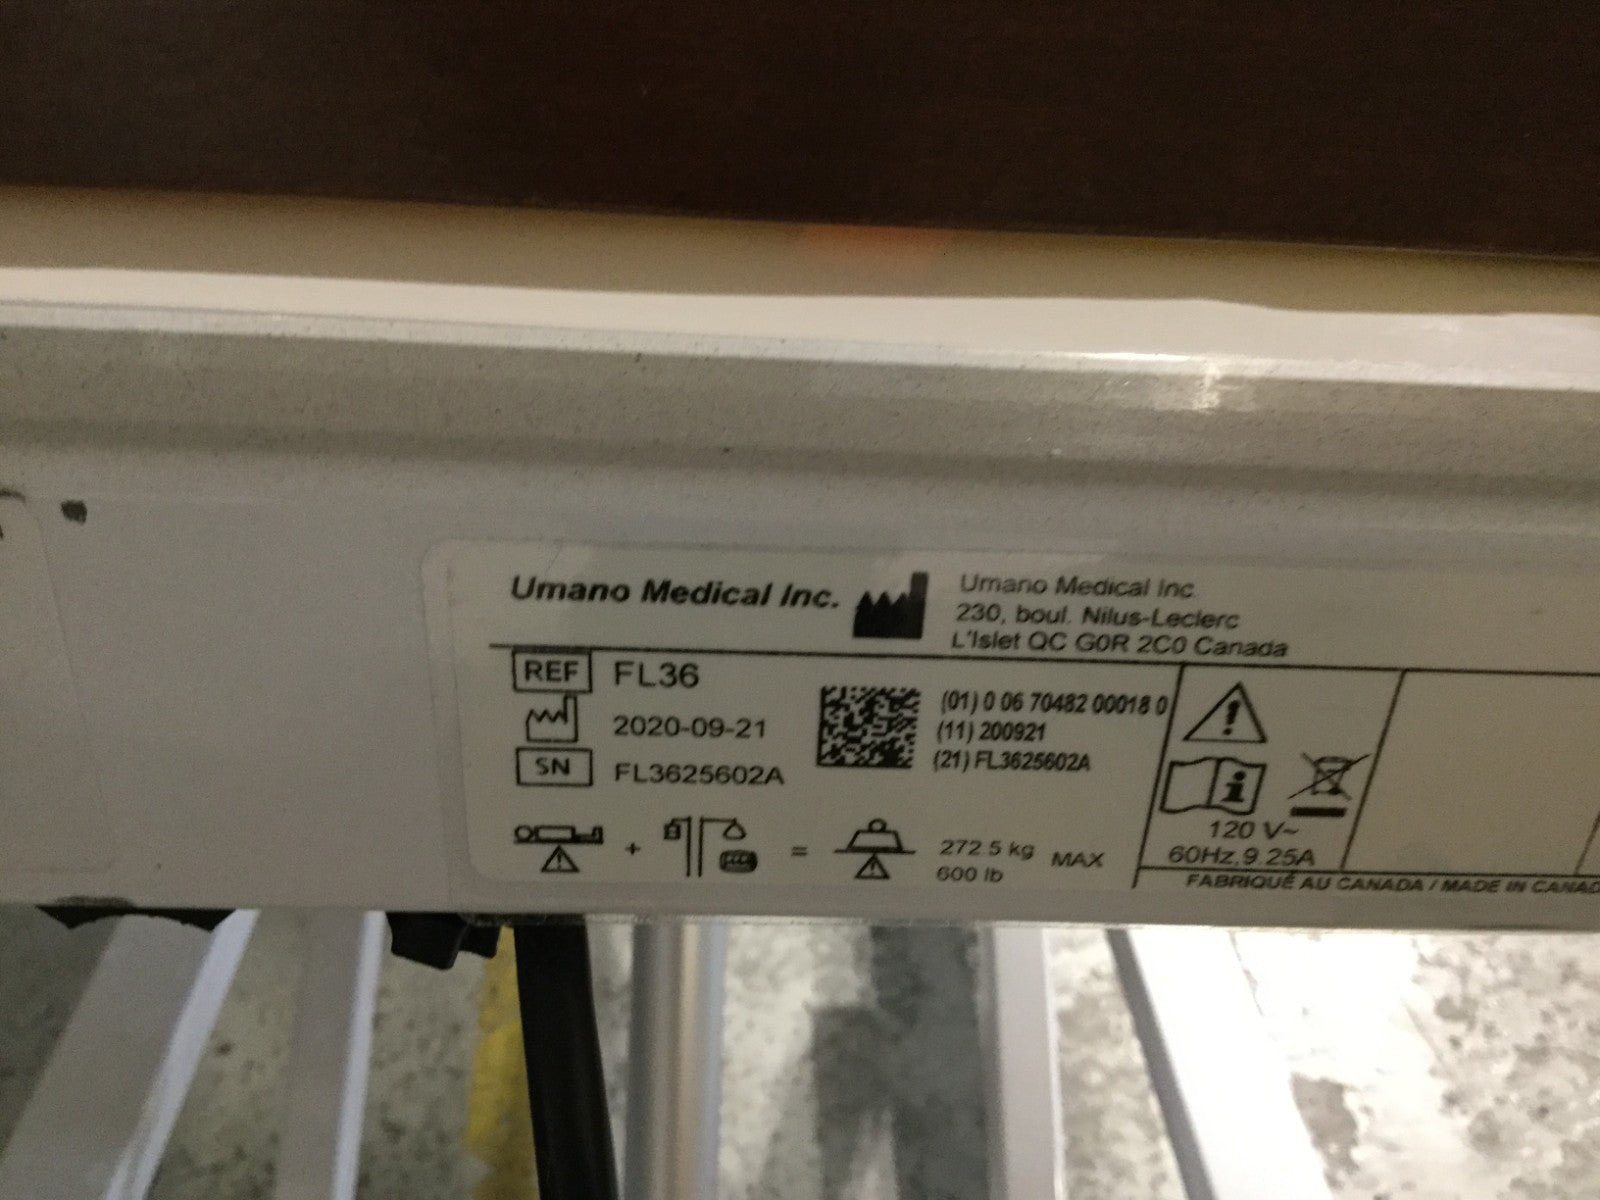 Umano Medical Inc.
Umano Medical Inc.
230, boul. Nilus-Leclerc
L'Islet QC G0R 2C0 Canada
REF FL36
2020-09-21
SN FL3625602A
(01) 0 06 70482 00018 0
(11) 200921
(21) FL3625602A
+ = 272.5 kg MAX
600 lb
120 V~
60Hz, 9.25A
FABRIQUÉ AU CANADA / MADE IN CANAD